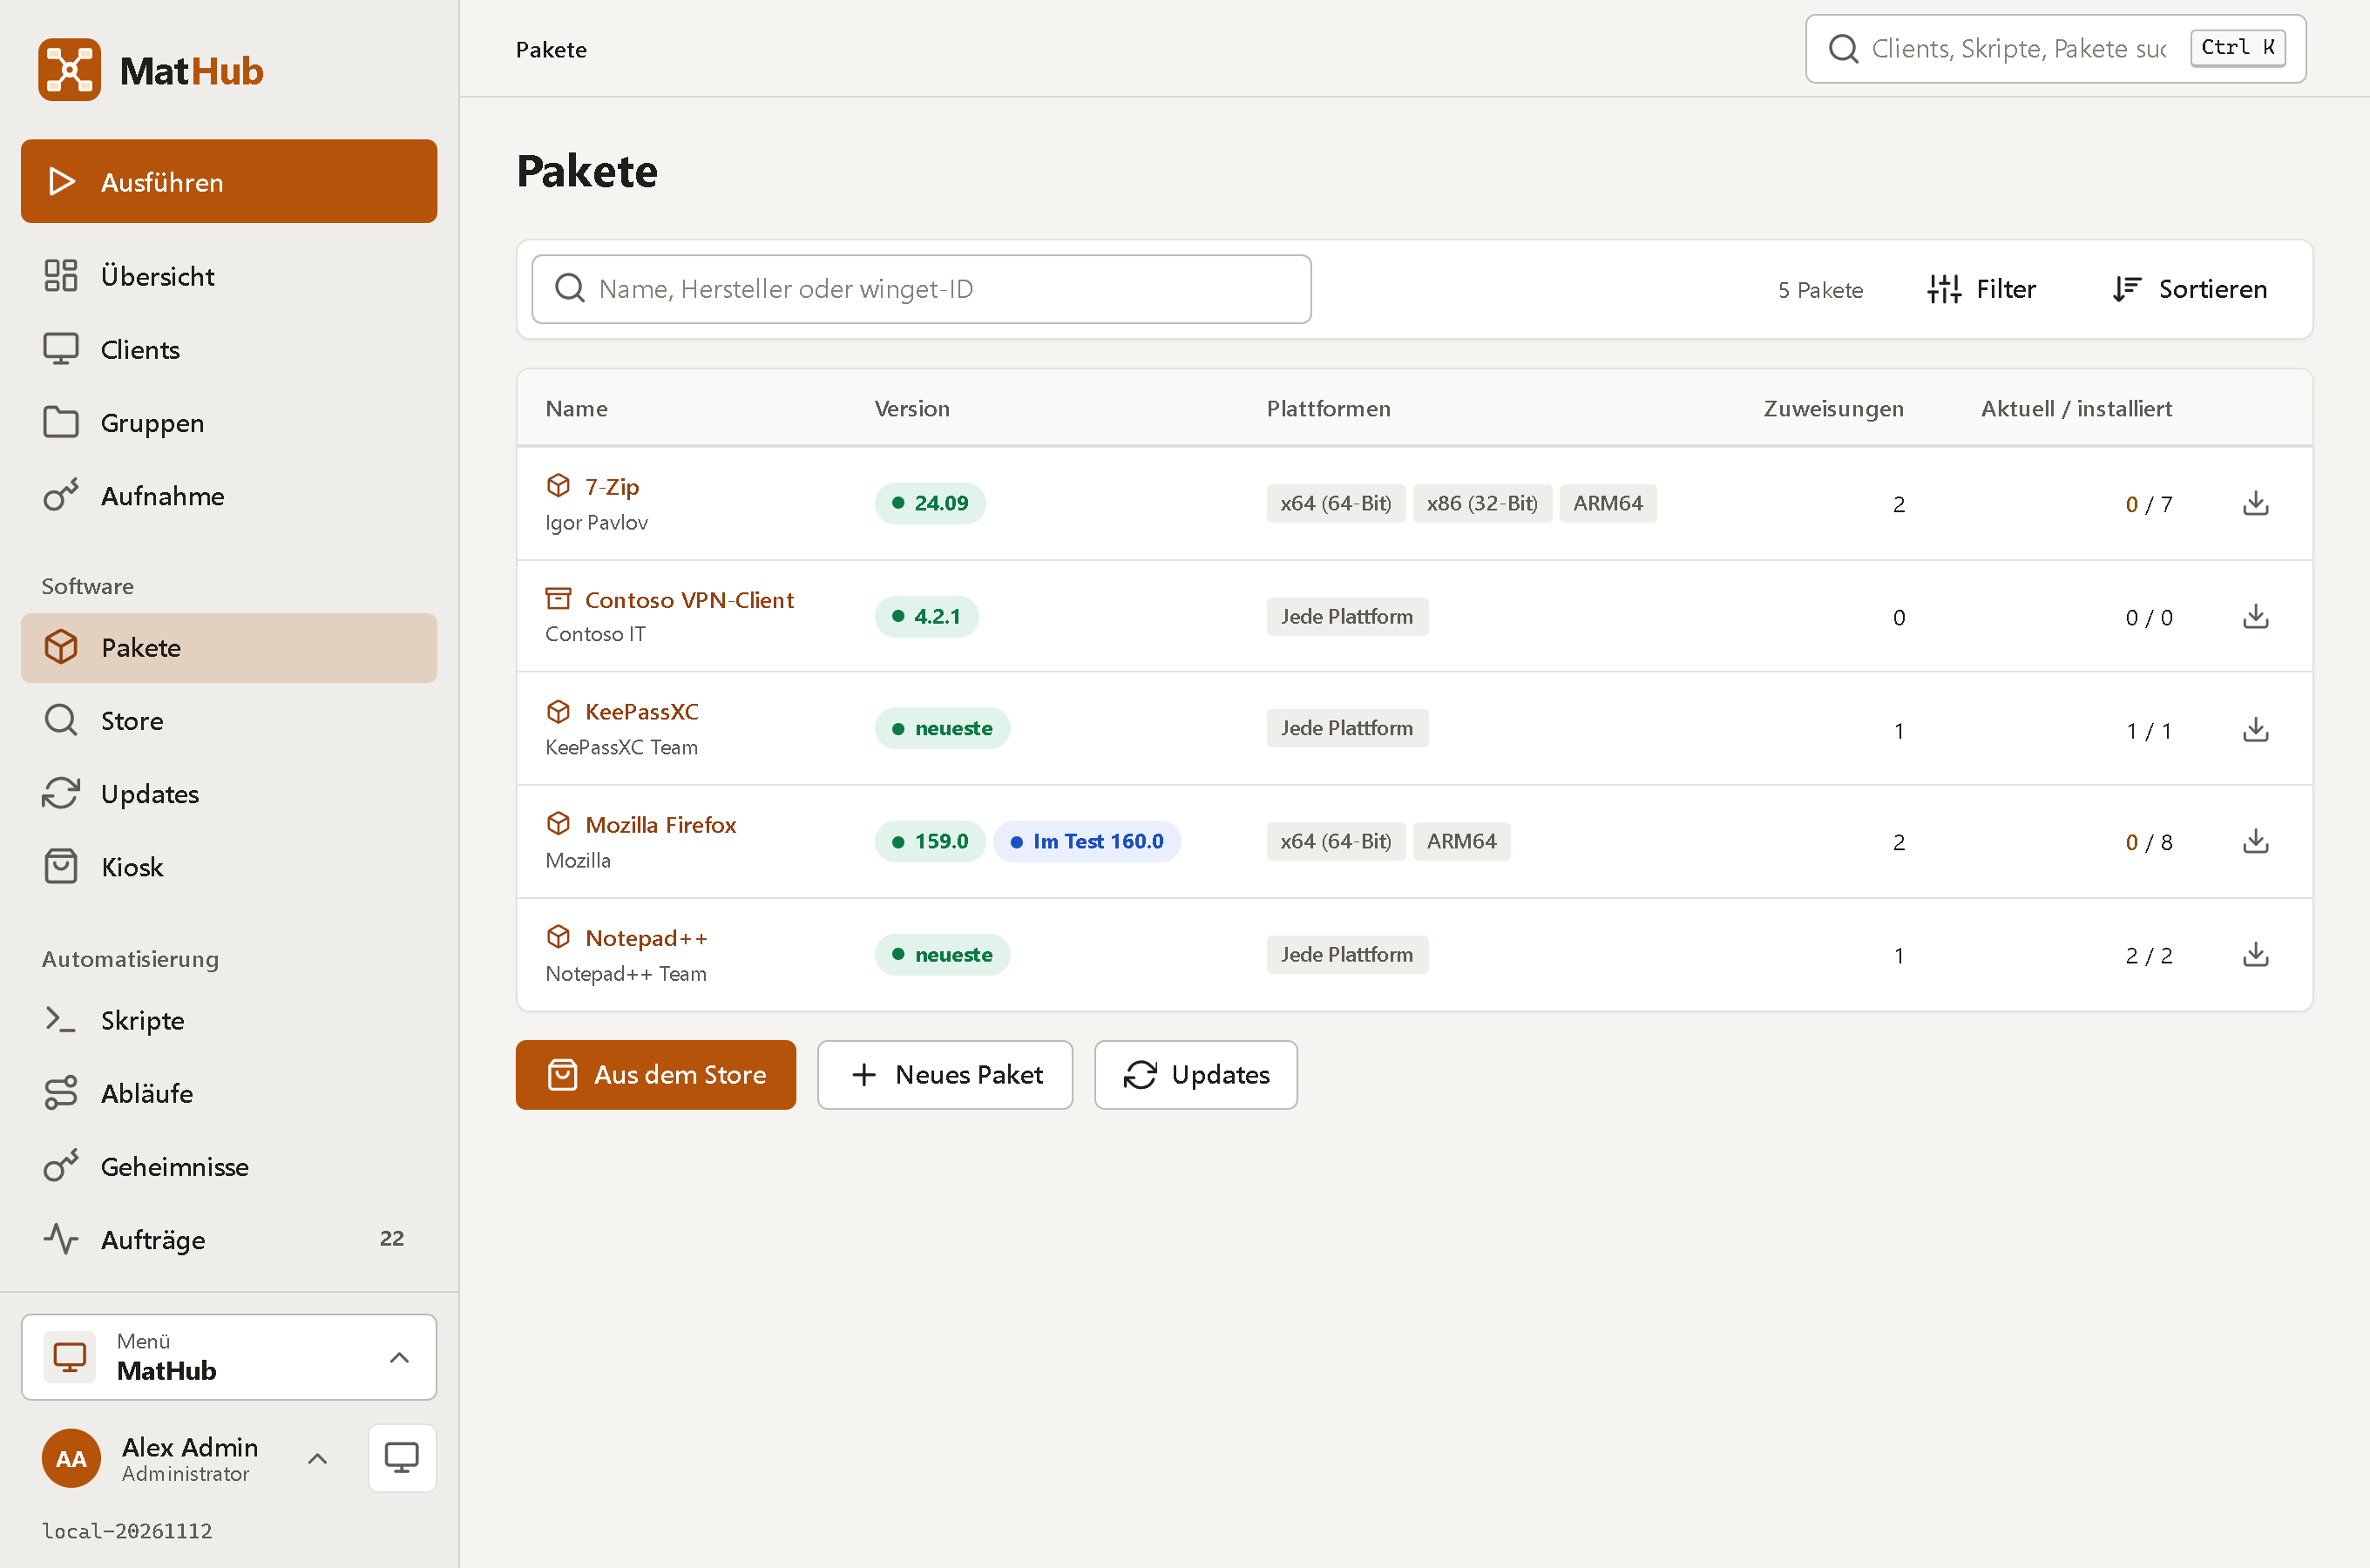 MatHub
Ausführen
Übersicht
Clients
Gruppen
Aufnahme
Software
Pakete
Store
Updates
Kiosk
Automatisierung
Skripte
Abläufe
Geheimnisse
Aufträge 22
Menü
MatHub
AA
Alex Admin
Administrator
local-20261112
Pakete
Clients, Skripte, Pakete suc Ctrl K
Pakete
Name, Hersteller oder winget-ID
5 Pakete Filter Sortieren
Name Version Plattformen Zuweisungen Aktuell / installiert
7-Zip
Igor Pavlov
24.09 x64 (64-Bit) x86 (32-Bit) ARM64 2 0 / 7
Contoso VPN-Client
Contoso IT
4.2.1 Jede Plattform 0 0 / 0
KeePassXC
KeePassXC Team
neueste Jede Plattform 1 1 / 1
Mozilla Firefox
Mozilla
159.0 Im Test 160.0 x64 (64-Bit) ARM64 2 0 / 8
Notepad++
Notepad++ Team
neueste Jede Plattform 1 2 / 2
Aus dem Store Neues Paket Updates